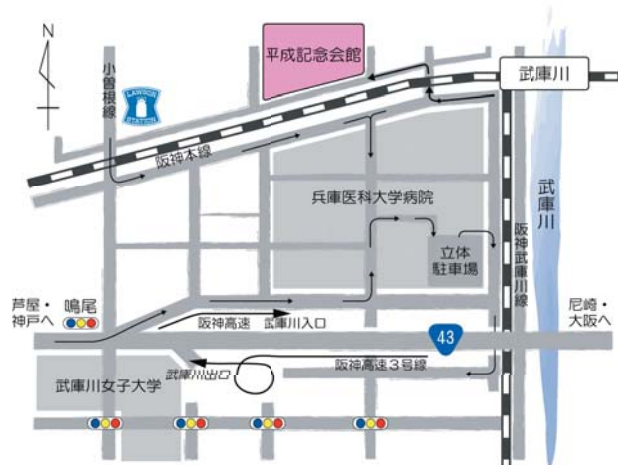 N
小曽根線
LAWSON
STATION
平成記念会館
武庫川
阪神本線
兵庫医科大学病院
武庫川
立体
駐車場
阪神武庫川線
芦屋・
神戸へ
鳴尾
阪神高速 武庫川入口
43
尼崎・
大阪へ
阪神高速3号線
武庫川出口
武庫川女子大学